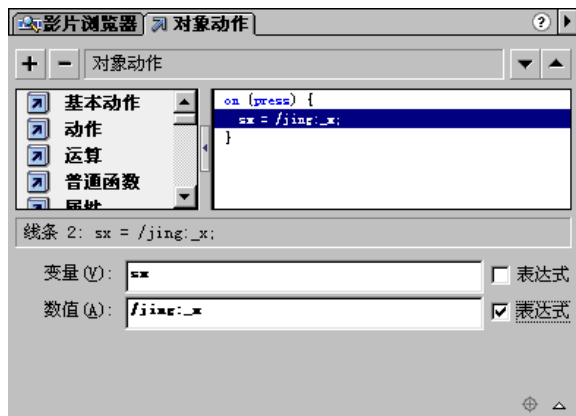 影片浏览器 对象动作 ?
+ - 对象动作
基本动作
动作
运算
普通函数
属性
on (press) {
sx = /jing:_x;
}
线条 2: sx = /jing:_x;
变量(V): sx 表达式
数值(A): /jing:_x 表达式